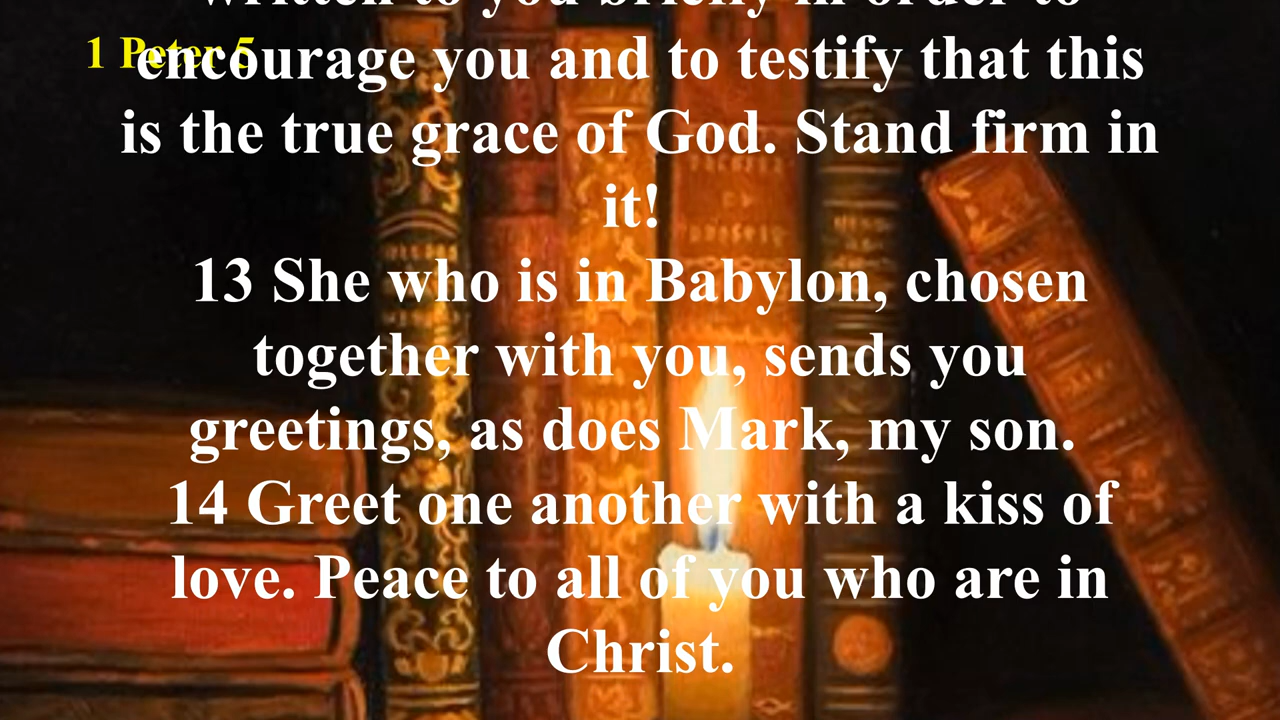 written to you briefly in order to
1 Peter 5
encourage you and to testify that this
is the true grace of God. Stand firm in
it!
13 She who is in Babylon, chosen
together with you, sends you
greetings, as does Mark, my son.
14 Greet one another with a kiss of
love. Peace to all of you who are in
Christ.